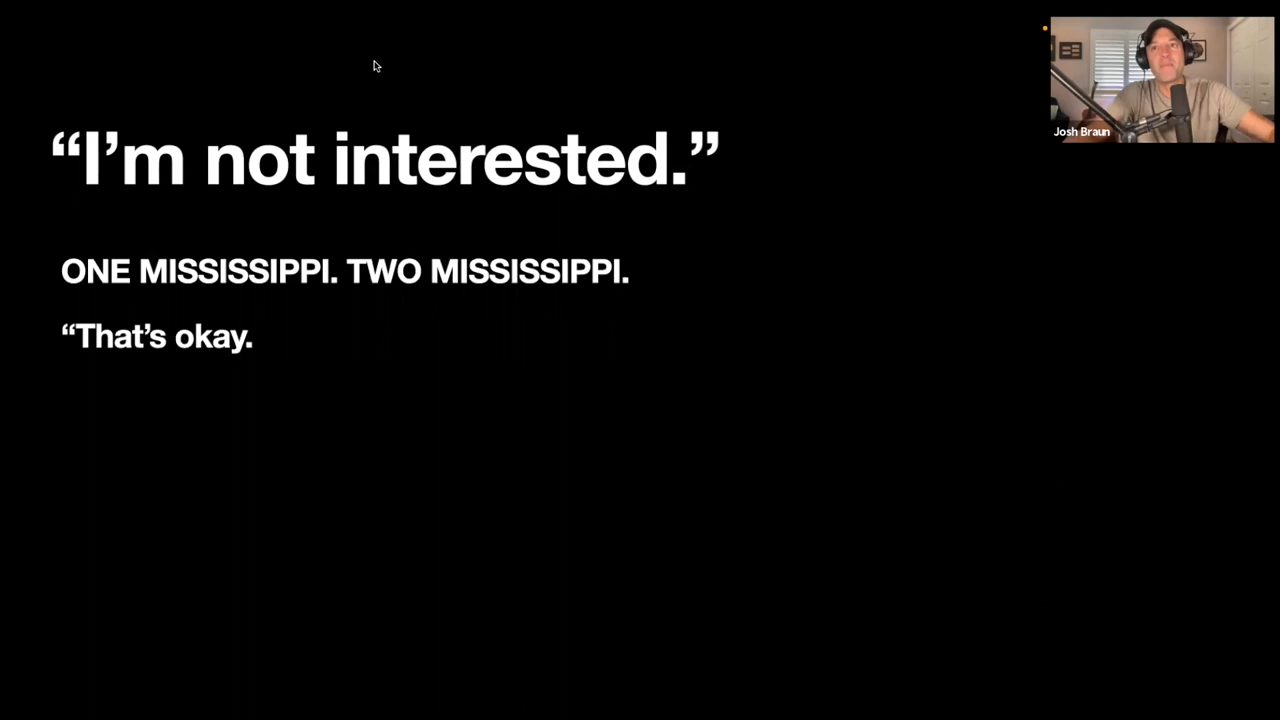 “I’m not interested.”
Josh Braun
ONE MISSISSIPPI. TWO MISSISSIPPI.
“That’s okay.